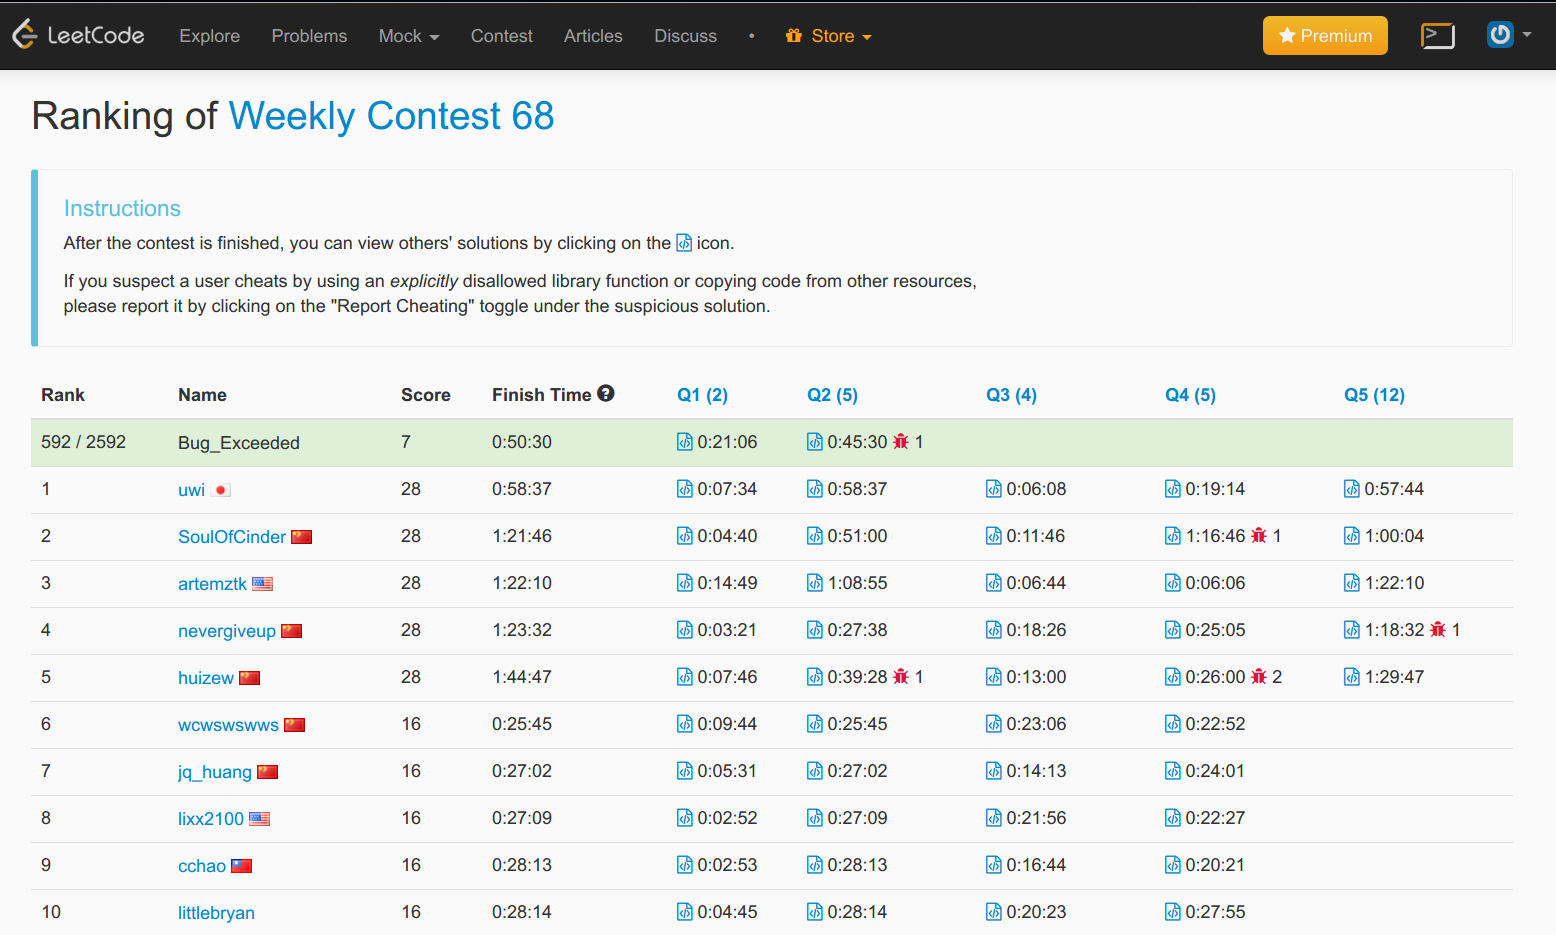 LeetCode Explore Problems Mock Contest Articles Discuss • Store Premium
Ranking of Weekly Contest 68
Instructions
After the contest is finished, you can view others' solutions by clicking on the icon.
If you suspect a user cheats by using an explicitly disallowed library function or copying code from other resources,
please report it by clicking on the "Report Cheating" toggle under the suspicious solution.
Rank Name Score Finish Time Q1 (2) Q2 (5) Q3 (4) Q4 (5) Q5 (12)
592 / 2592 Bug_Exceeded 7 0:50:30 0:21:06 0:45:30 1
1 uwi 28 0:58:37 0:07:34 0:58:37 0:06:08 0:19:14 0:57:44
2 SoulOfCinder 28 1:21:46 0:04:40 0:51:00 0:11:46 1:16:46 1 1:00:04
3 artemztk 28 1:22:10 0:14:49 1:08:55 0:06:44 0:06:06 1:22:10
4 nevergiveup 28 1:23:32 0:03:21 0:27:38 0:18:26 0:25:05 1:18:32 1
5 huizew 28 1:44:47 0:07:46 0:39:28 1 0:13:00 0:26:00 2 1:29:47
6 wcwswswws 16 0:25:45 0:09:44 0:25:45 0:23:06 0:22:52
7 jq_huang 16 0:27:02 0:05:31 0:27:02 0:14:13 0:24:01
8 lixx2100 16 0:27:09 0:02:52 0:27:09 0:21:56 0:22:27
9 cchao 16 0:28:13 0:02:53 0:28:13 0:16:44 0:20:21
10 littlebryan 16 0:28:14 0:04:45 0:28:14 0:20:23 0:27:55